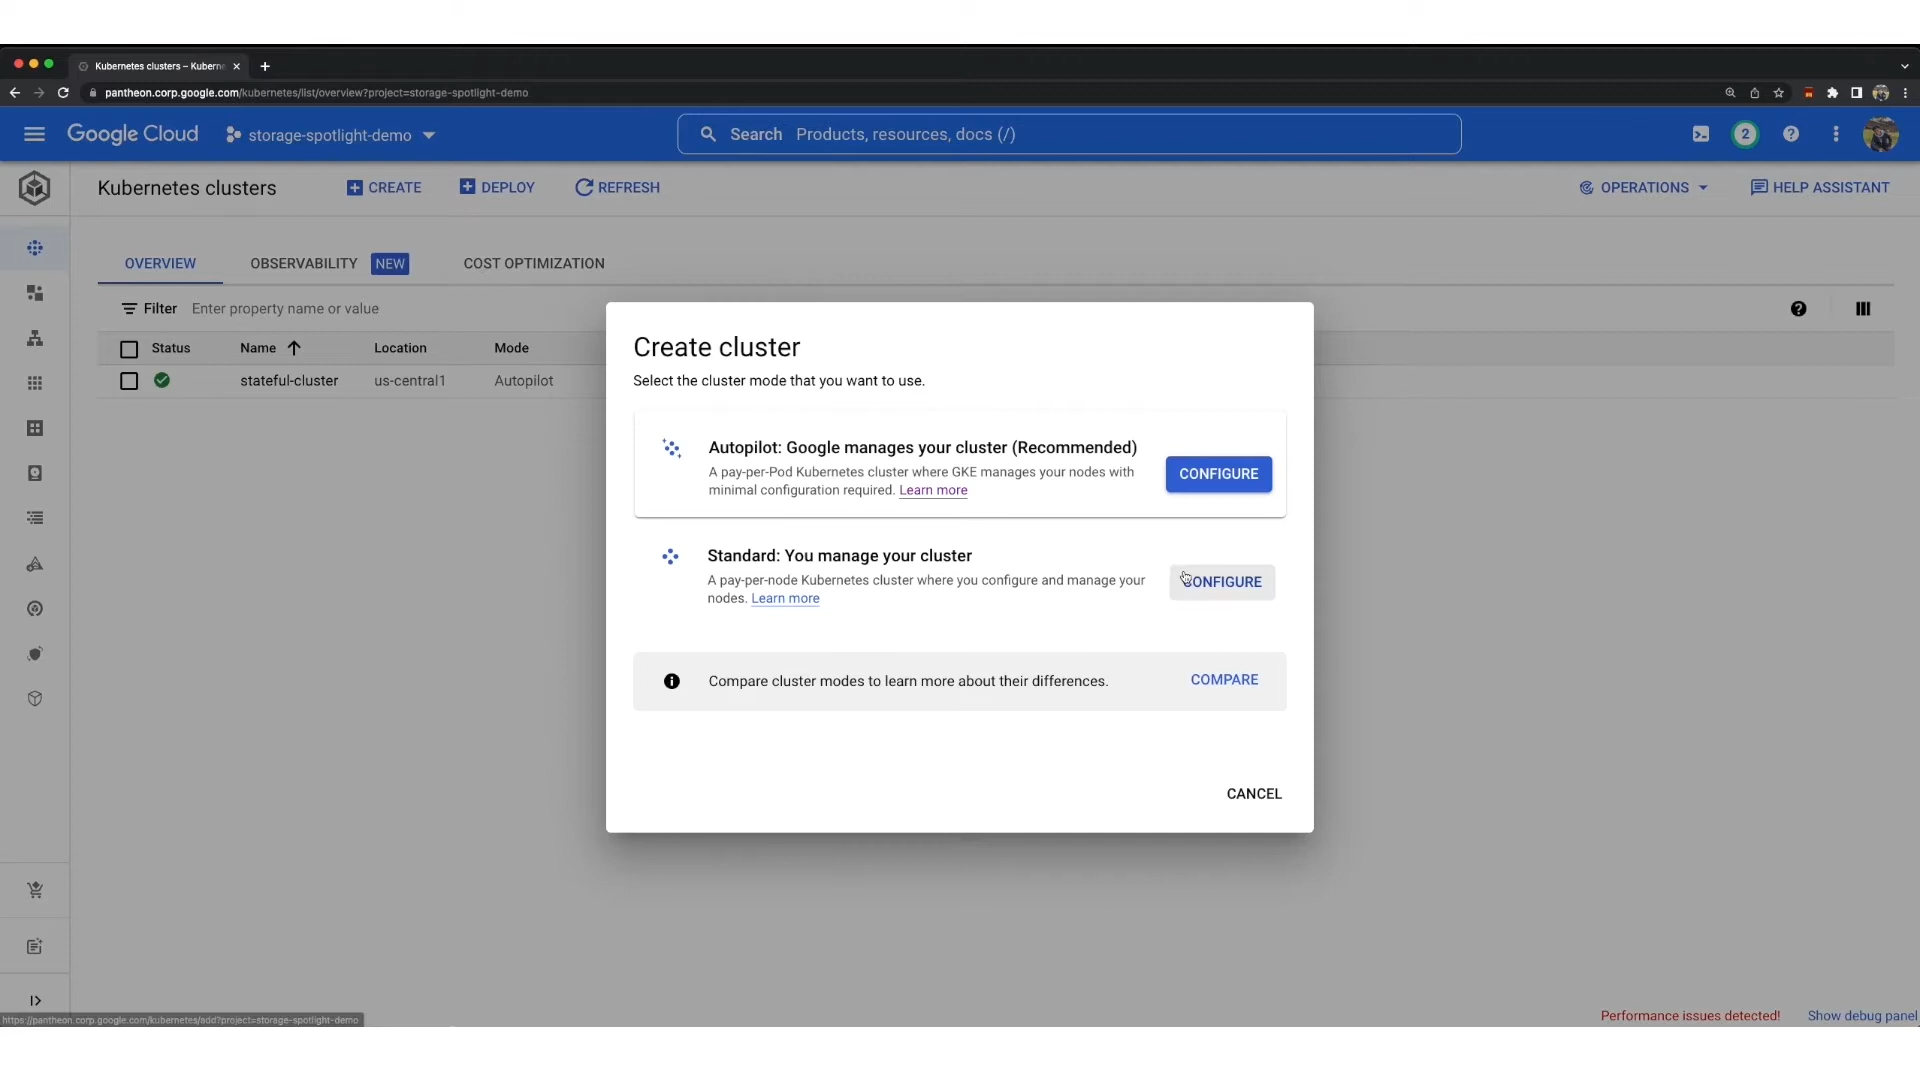 Kubernetes clusters – Kuberne
pantheon.corp.google.com/kubernetes/list/overview?project=storage-spotlight-demo
Google Cloud
storage-spotlight-demo
Search Products, resources, docs (/)
2
Kubernetes clusters
CREATE
DEPLOY
REFRESH
OPERATIONS
HELP ASSISTANT
OVERVIEW
OBSERVABILITY NEW
COST OPTIMIZATION
Filter Enter property name or value
Status Name Location Mode
stateful-cluster us-central1 Autopilot
Create cluster
Select the cluster mode that you want to use.
Autopilot: Google manages your cluster (Recommended)
A pay-per-Pod Kubernetes cluster where GKE manages your nodes with
minimal configuration required. Learn more
CONFIGURE
Standard: You manage your cluster
A pay-per-node Kubernetes cluster where you configure and manage your
nodes. Learn more
CONFIGURE
Compare cluster modes to learn more about their differences.
COMPARE
CANCEL
Performance issues detected! Show debug panel
https://pantheon.corp.google.com/kubernetes/add?project=storage-spotlight-demo